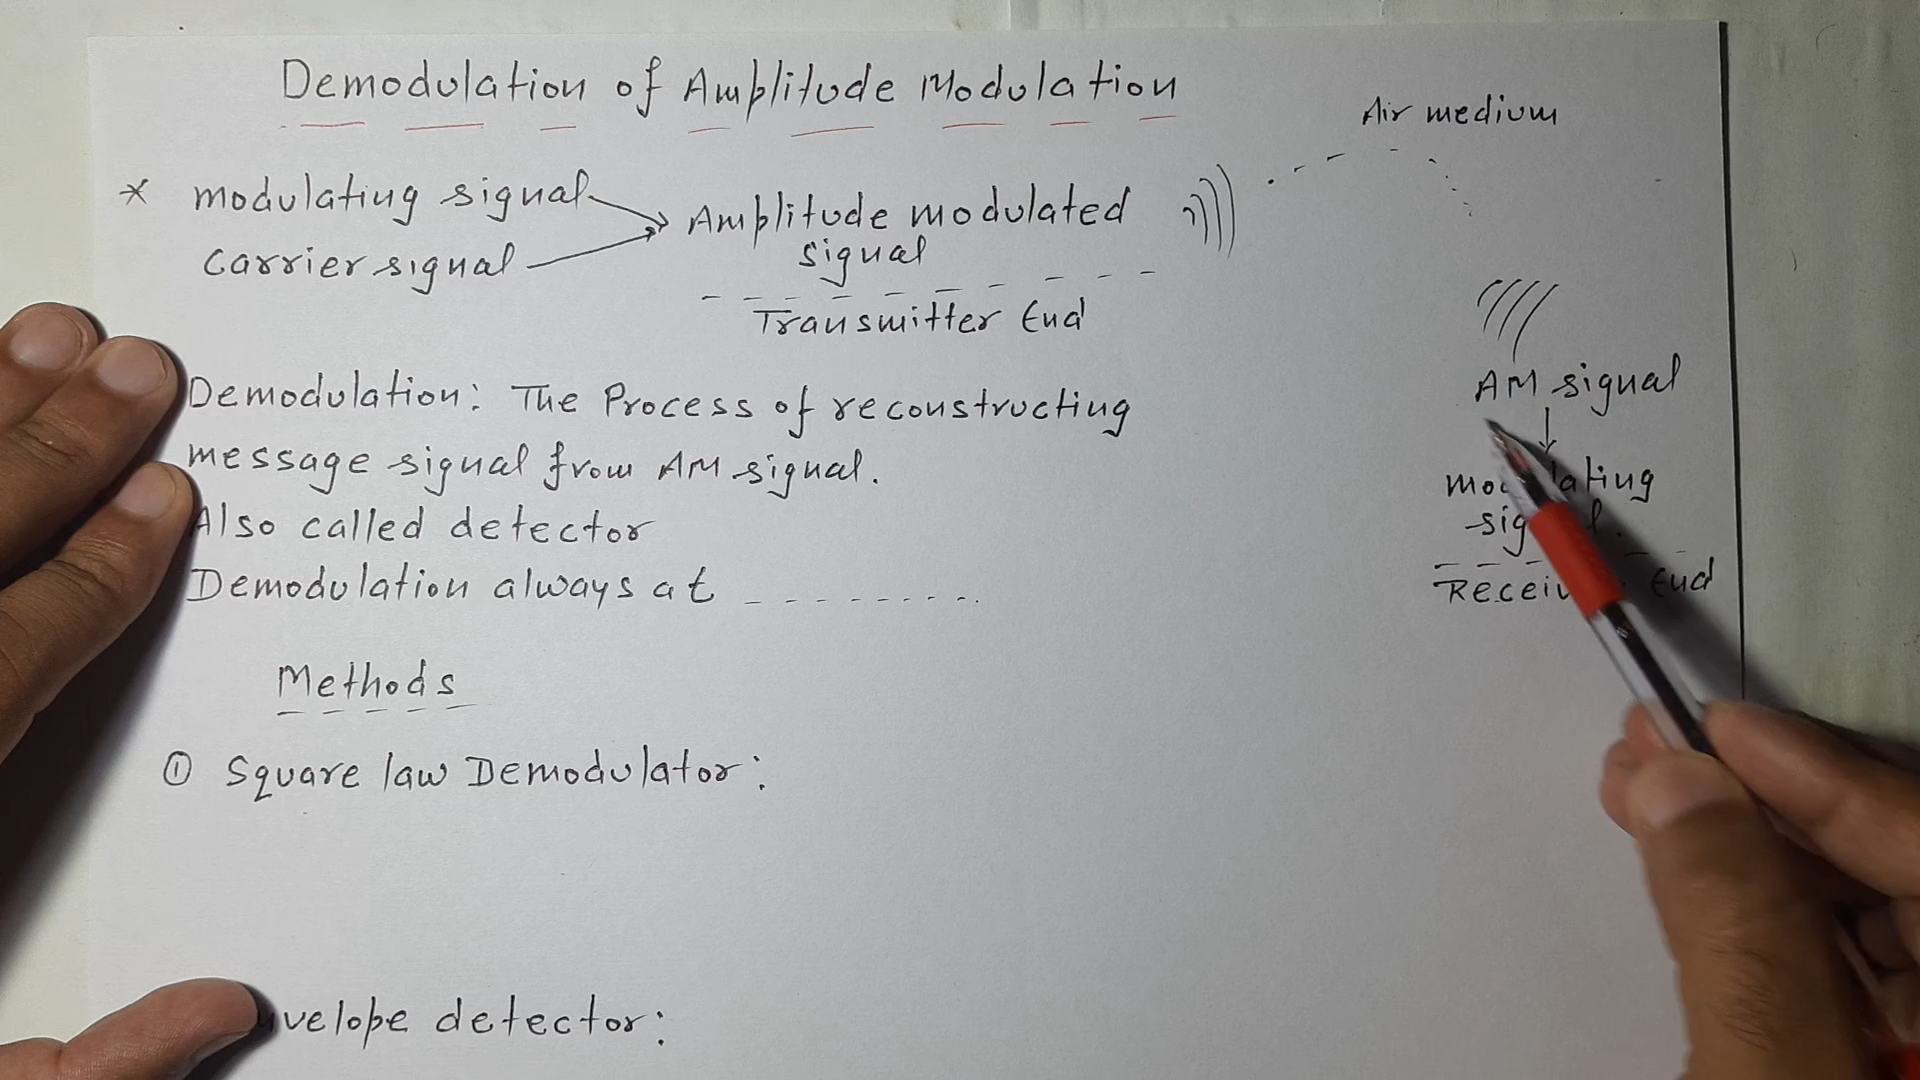 Demodulation of Amplitude Modulation
Air medium
* modulating signal
Carrier signal
Amplitude modulated
signal
Transmitter End
Demodulation: The Process of reconstructing
message signal from AM signal.
Also called detector
Demodulation always at ---------
AM signal
signal
End
Methods
① Square law Demodulator:
detector: